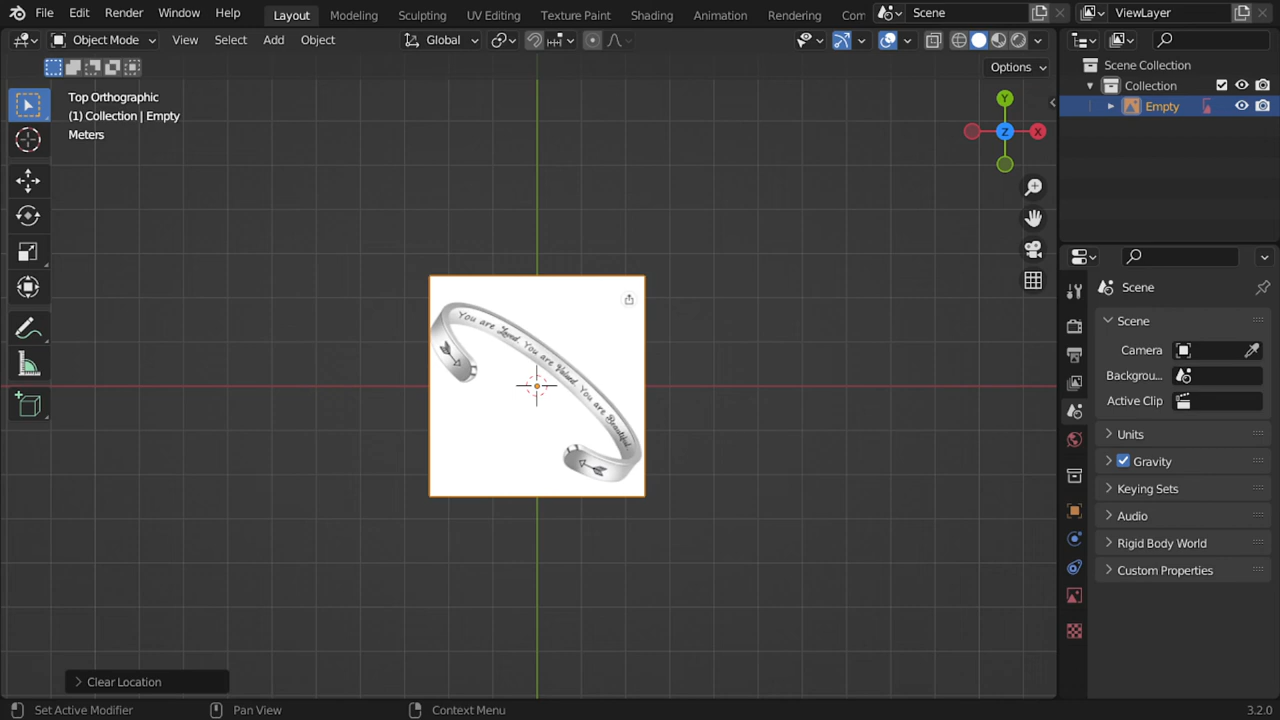 File Edit Render Window Help Layout Modeling Sculpting UV Editing Texture Paint Shading Animation Rendering Com Scene ViewLayer
Object Mode View Select Add Object Global
Options
Top Orthographic
(1) Collection | Empty
Meters
Y
X
Z
You are Loved. You are Valued. You are Beautiful.
Scene Collection
Collection
Empty
Scene
Scene
Camera
Backgrou...
Active Clip
Units
Gravity
Keying Sets
Audio
Rigid Body World
Custom Properties
Clear Location
Set Active Modifier Pan View Context Menu 3.2.0